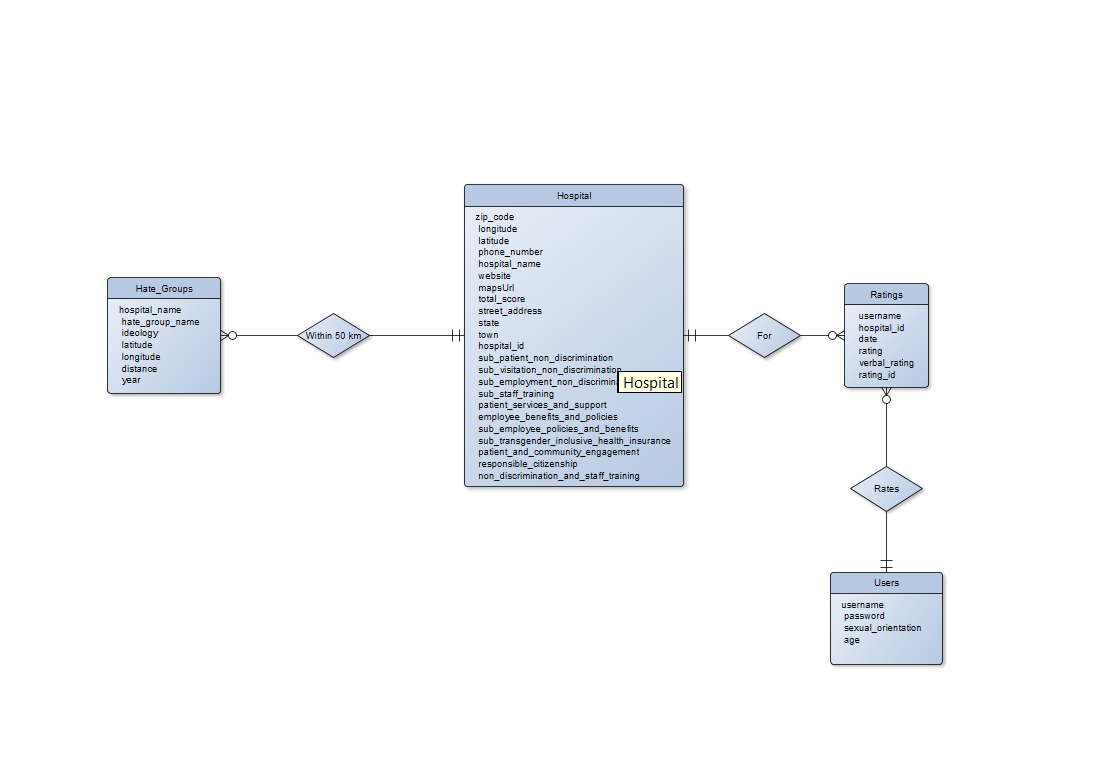 Hospital
zip_code
longitude
latitude
phone_number
hospital_name
website
mapsUrl
total_score
street_address
state
town
hospital_id
sub_patient_non_discrimination
sub_visitation_non_discrimination
sub_employment_non_discrimin
sub_staff_training
patient_services_and_support
employee_benefits_and_policies
sub_employee_policies_and_benefits
sub_transgender_inclusive_health_insurance
patient_and_community_engagement
responsible_citizenship
non_discrimination_and_staff_training
Hospital
Hate_Groups
hospital_name
hate_group_name
ideology
latitude
longitude
distance
year
Within 50 km
For
Ratings
username
hospital_id
date
rating
verbal_rating
rating_id
Rates
Users
username
password
sexual_orientation
age